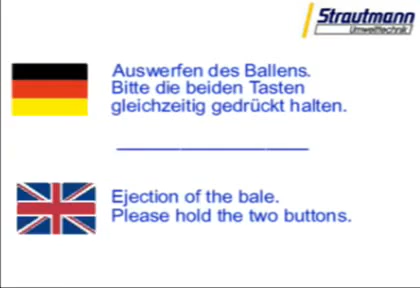 Strautmann
Umwelttechnik
Auswerfen des Ballens.
Bitte die beiden Tasten
gleichzeitig gedrückt halten.
Ejection of the bale.
Please hold the two buttons.